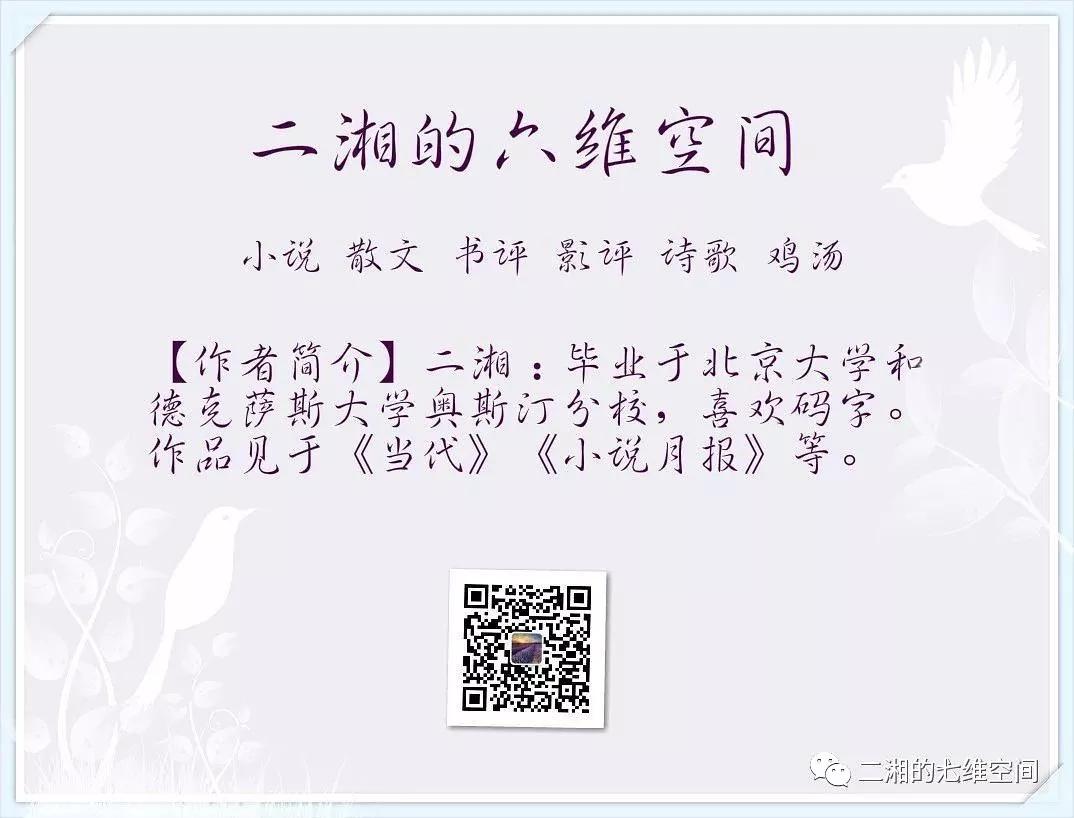 二湘的六维空间
小说 散文 书评 影评 诗歌 鸡汤
【作者简介】二湘：毕业于北京大学和
德克萨斯大学奥斯汀分校，喜欢码字。
作品见于《当代》《小说月报》等。
二湘的七维空间